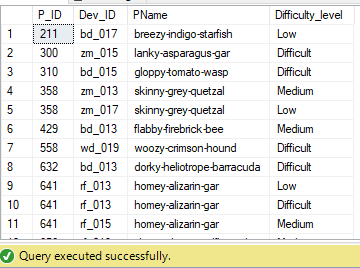 P_ID Dev_ID PName Difficulty_level
1 211 bd_017 breezy-indigo-starfish Low
2 300 zm_015 lanky-asparagus-gar Difficult
3 310 bd_015 gloppy-tomato-wasp Difficult
4 358 zm_013 skinny-grey-quetzal Medium
5 358 zm_017 skinny-grey-quetzal Low
6 429 bd_013 flabby-firebrick-bee Medium
7 558 wd_019 woozy-crimson-hound Difficult
8 632 bd_013 dorky-heliotrope-barracuda Difficult
9 641 rf_013 homey-alizarin-gar Low
10 641 rf_013 homey-alizarin-gar Difficult
11 641 rf_015 homey-alizarin-gar Medium
Query executed successfully.